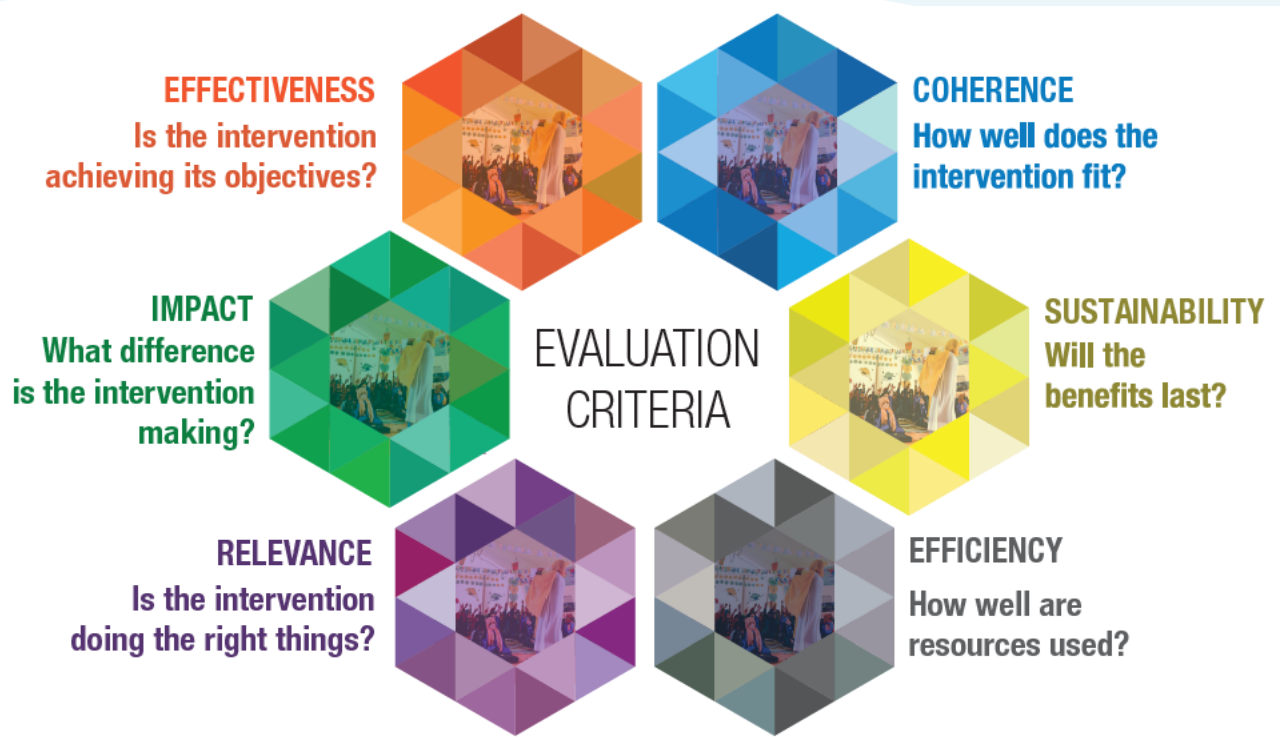 EFFECTIVENESS
Is the intervention
achieving its objectives?
COHERENCE
How well does the
intervention fit?
IMPACT
What difference
is the intervention
making?
EVALUATION
CRITERIA
SUSTAINABILITY
Will the
benefits last?
RELEVANCE
Is the intervention
doing the right things?
EFFICIENCY
How well are
resources used?